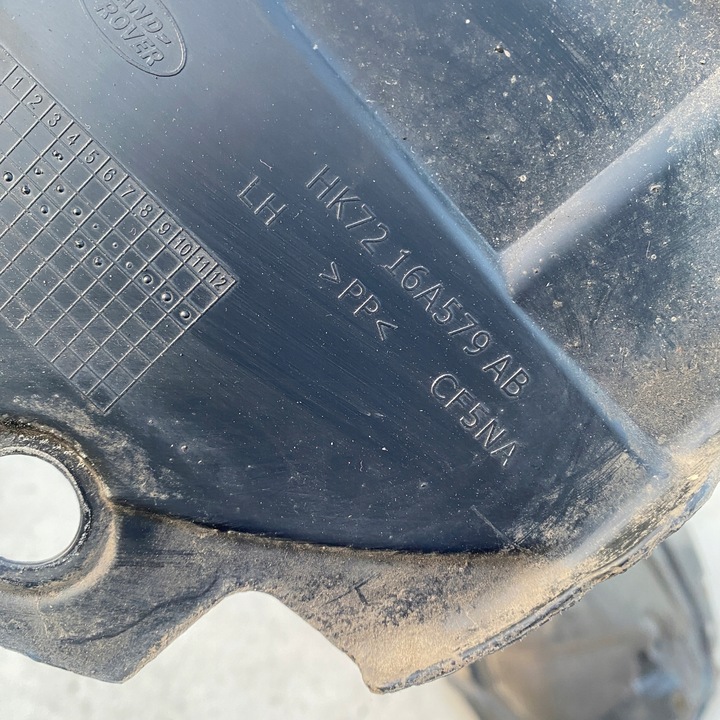 LAND-
ROVER
1 2 3 4 5 6 7 8 9 10 11 12
HK72 16A579 AB
LH
>PP<
CF5NA